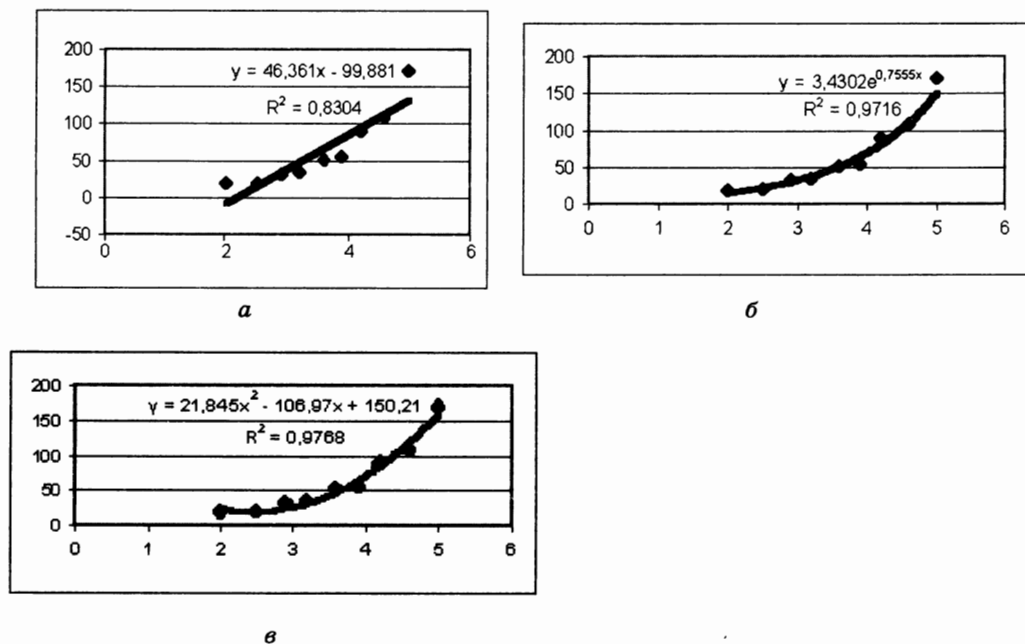 200
150
100
50
0
-50
0 2 4 6
y = 46,361x - 99,881
R² = 0,8304
а
200
150
100
50
0
0 1 2 3 4 5 6
y = 3,4302e^0,7555x
R² = 0,9716
б
200
150
100
50
0
0 1 2 3 4 5 6
y = 21,845x² - 106,97x + 150,21
R² = 0,9768
в